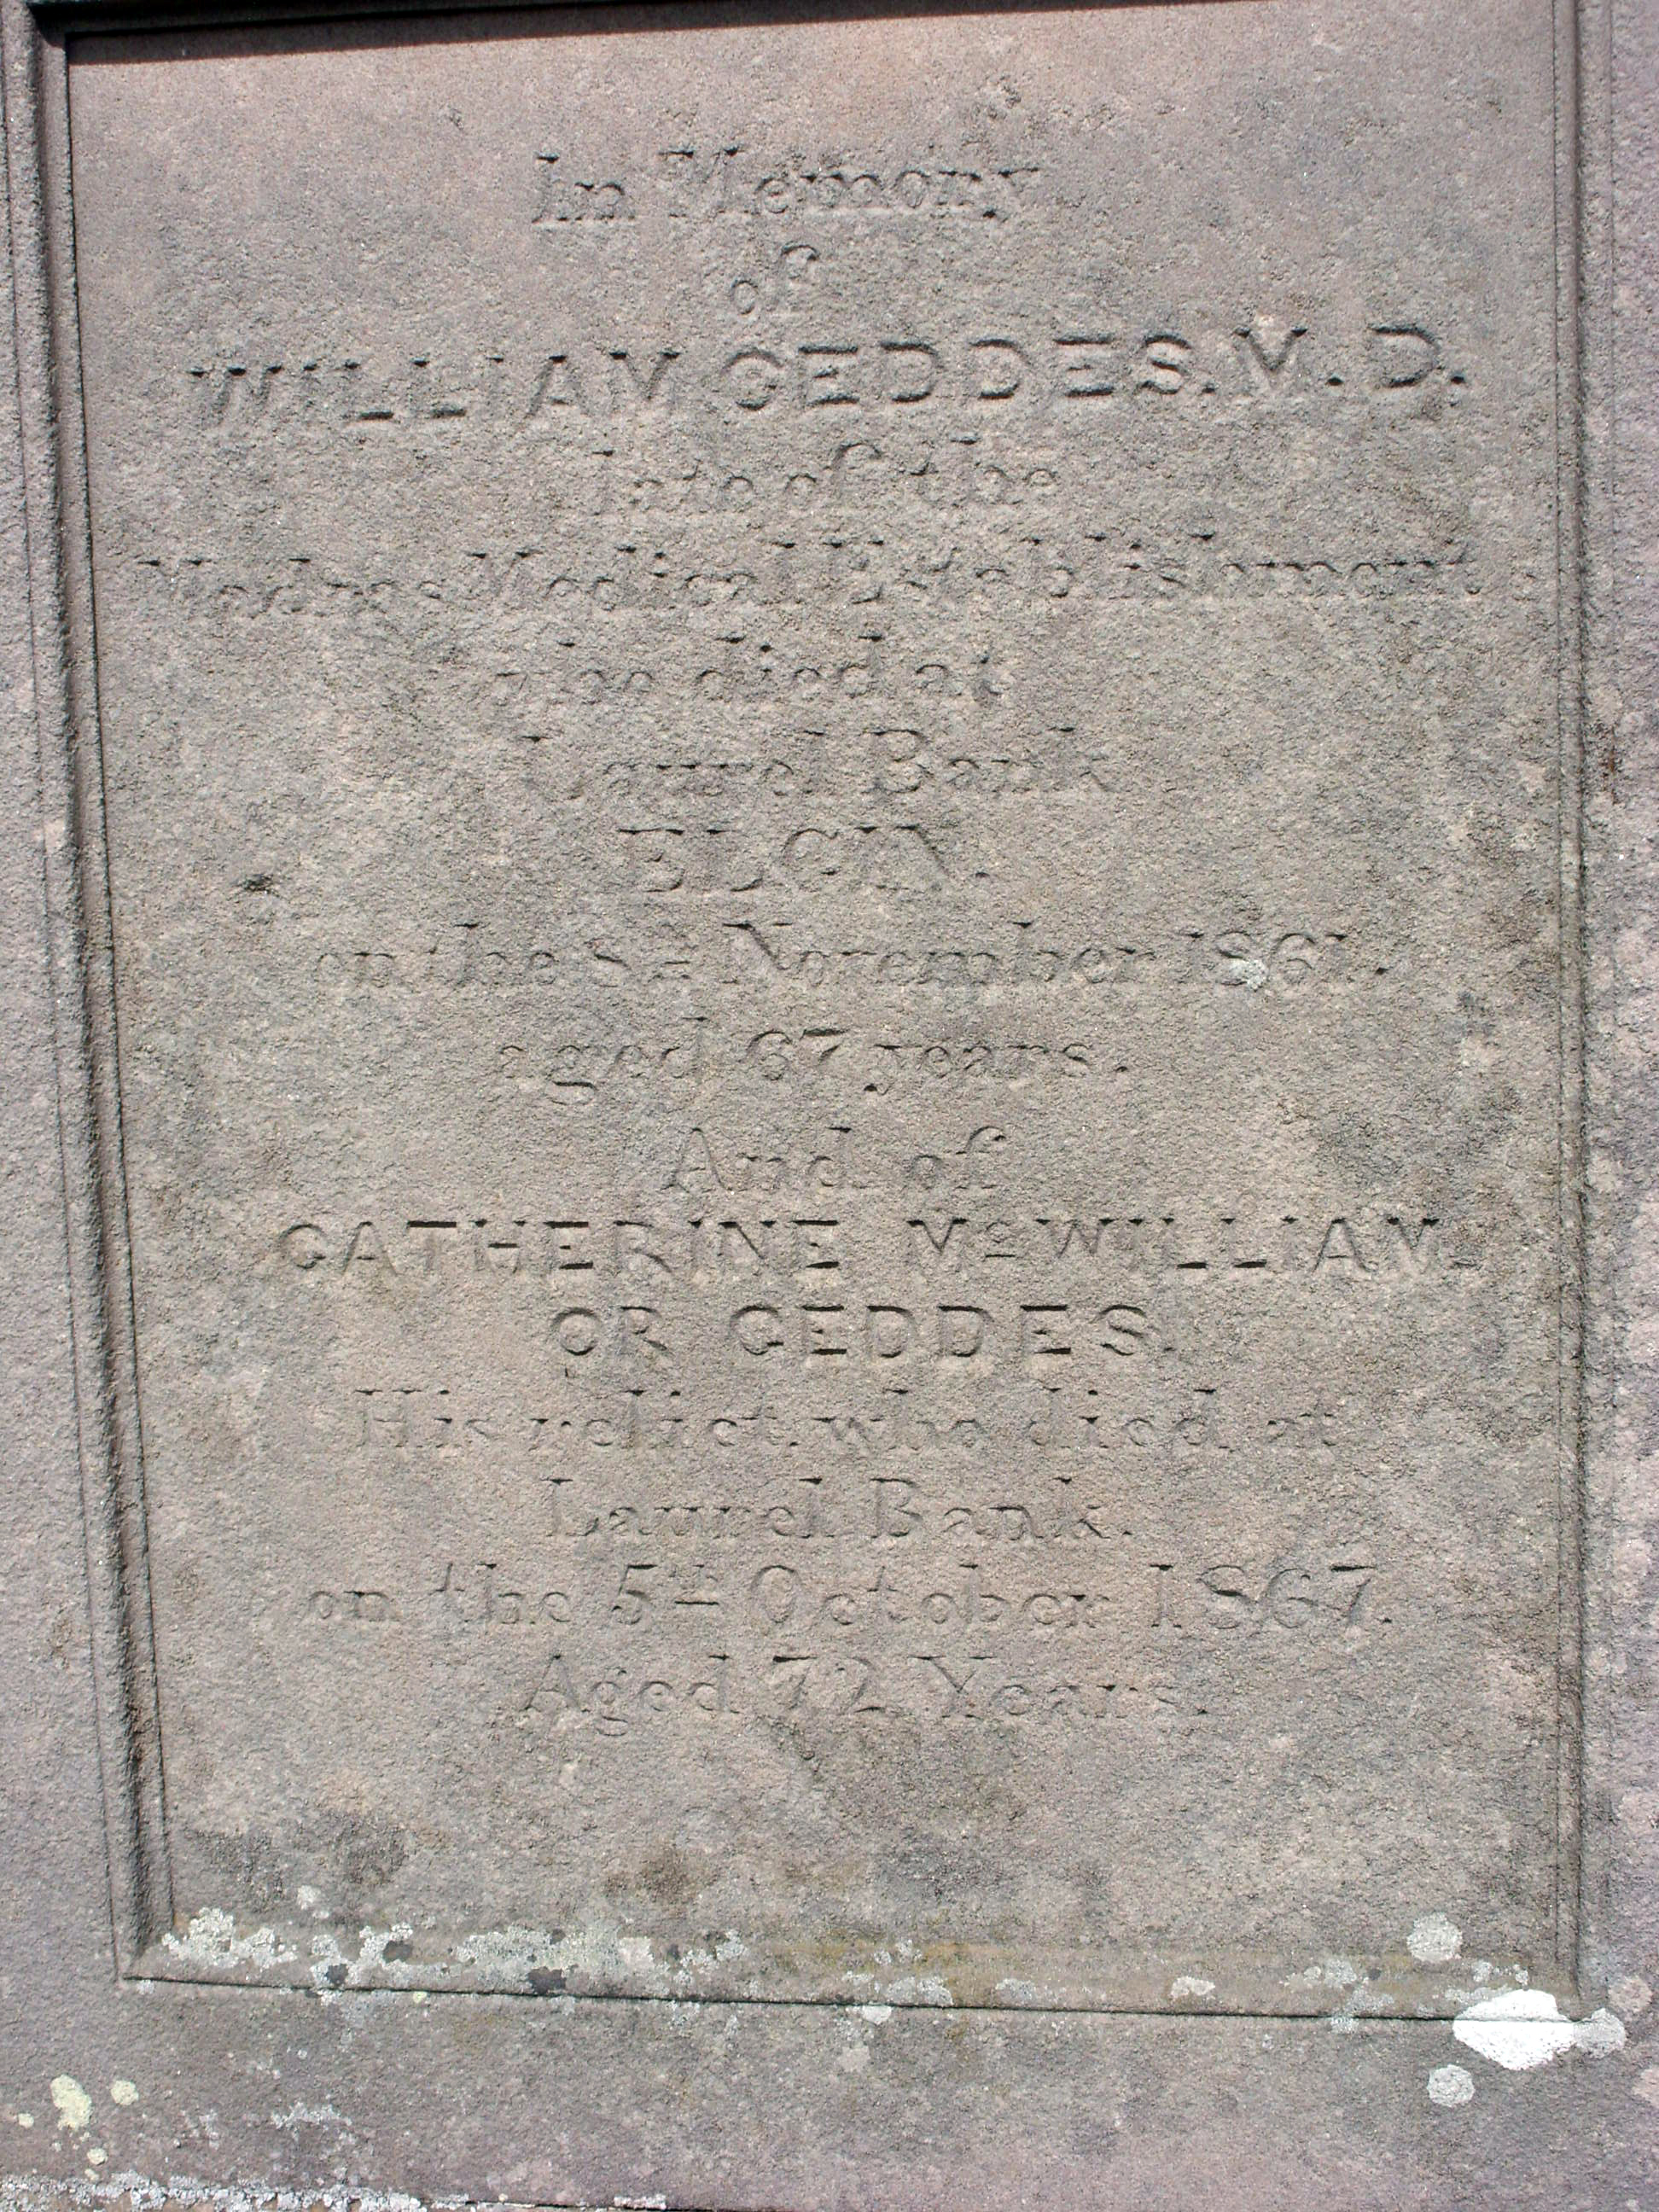 In Memory
of
WILLIAM GEDDES. M.D.
late of the
Madras Medical Establishment,
who died at
Laurel Bank
ELGIN.
on the 8th November 1861.
aged 67 years.
And of
CATHERINE McWILLIAM
OR GEDDES.
His relict who died at
Laurel Bank.
on the 5th October 1867.
Aged 72 Years.